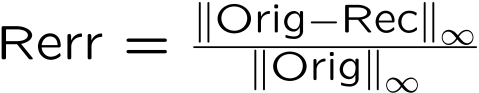 Rerr = ‖Orig−Rec‖∞ / ‖Orig‖∞